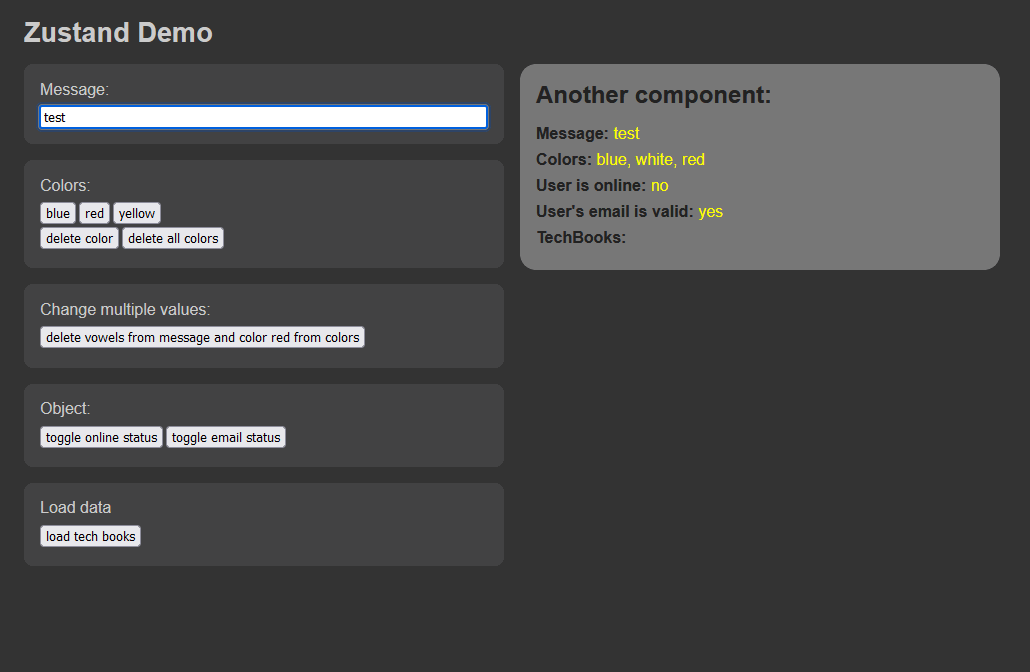 Zustand Demo
Message:
test
Colors:
blue red yellow
delete color delete all colors
Change multiple values:
delete vowels from message and color red from colors
Object:
toggle online status toggle email status
Load data
load tech books
Another component:
Message: test
Colors: blue, white, red
User is online: no
User's email is valid: yes
TechBooks: